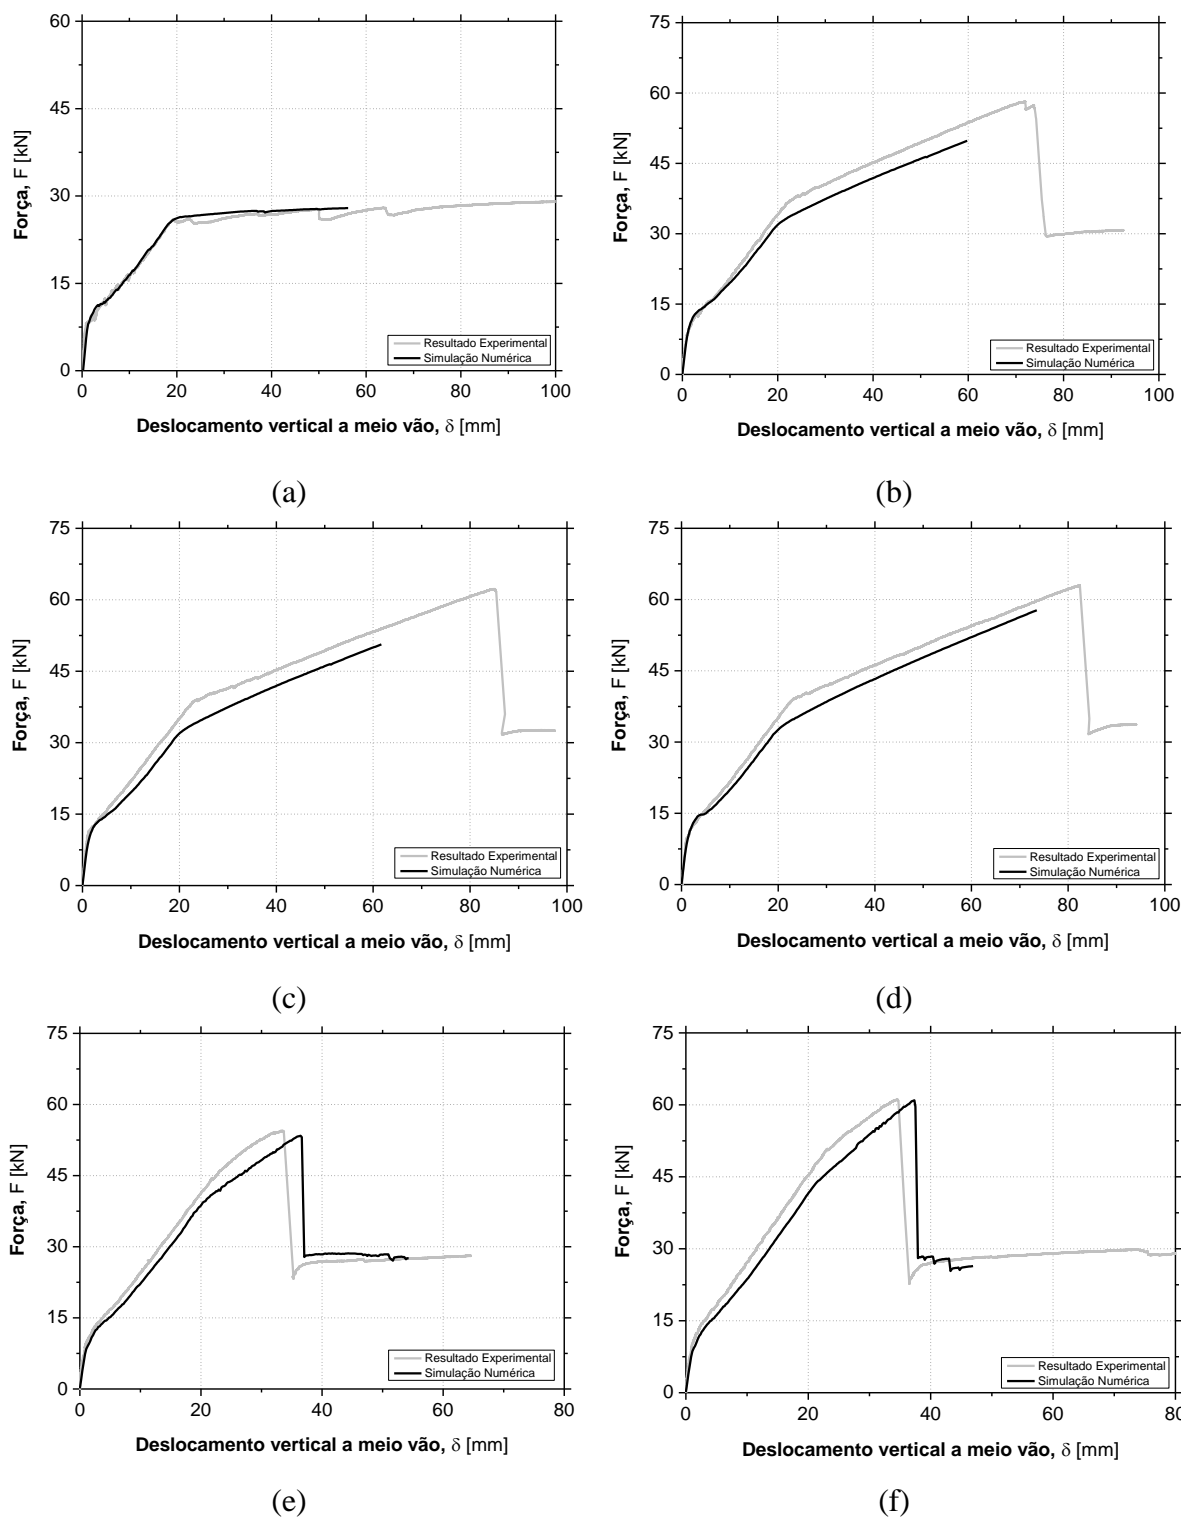 60
45
30
15
0
0 20 40 60 80 100
Força, F [kN]
Deslocamento vertical a meio vão, δ [mm]
Resultado Experimental
Simulação Numérica
(a)
75
60
45
30
15
0
0 20 40 60 80 100
Força, F [kN]
Deslocamento vertical a meio vão, δ [mm]
Resultado Experimental
Simulação Numérica
(b)
75
60
45
30
15
0
0 20 40 60 80 100
Força, F [kN]
Deslocamento vertical a meio vão, δ [mm]
Resultado Experimental
Simulação Numérica
(c)
75
60
45
30
15
0
0 20 40 60 80 100
Força, F [kN]
Deslocamento vertical a meio vão, δ [mm]
Resultado Experimental
Simulação Numérica
(d)
75
60
45
30
15
0
0 20 40 60 80
Força, F [kN]
Deslocamento vertical a meio vão, δ [mm]
Resultado Experimental
Simulação Numérica
(e)
75
60
45
30
15
0
0 20 40 60 80
Força, F [kN]
Deslocamento vertical a meio vão, δ [mm]
Resultado Experimental
Simulação Numérica
(f)